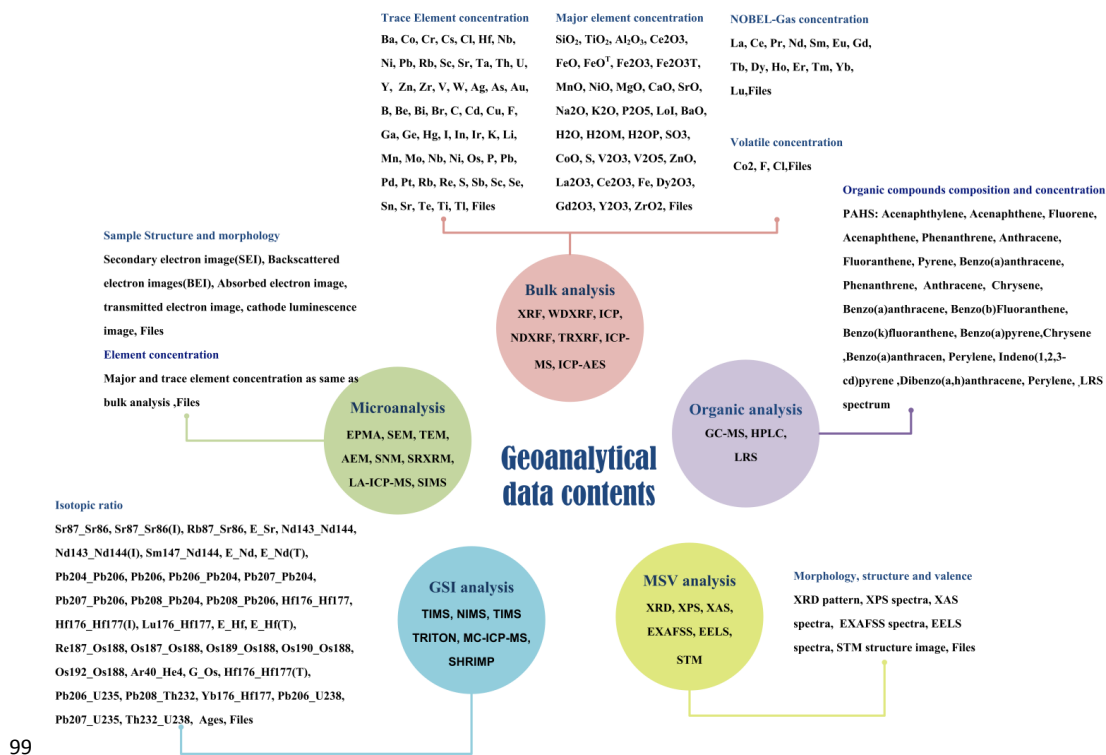 Trace Element concentration
Ba, Co, Cr, Cs, Cl, Hf, Nb,
Ni, Pb, Rb, Sc, Sr, Ta, Th, U,
Y, Zn, Zr, V, W, Ag, As, Au,
B, Be, Bi, Br, C, Cd, Cu, F,
Ga, Ge, Hg, I, In, Ir, K, Li,
Mn, Mo, Nb, Ni, Os, P, Pb,
Pd, Pt, Rb, Re, S, Sb, Sc, Se,
Sn, Sr, Te, Ti, Tl, Files
Major element concentration
SiO₂, TiO₂, Al₂O₃, Ce2O3,
FeO, FeOᵀ, Fe2O3, Fe2O3T,
MnO, NiO, MgO, CaO, SrO,
Na2O, K2O, P2O5, LoI, BaO,
H2O, H2OM, H2OP, SO3,
CoO, S, V2O3, V2O5, ZnO,
La2O3, Ce2O3, Fe, Dy2O3,
Gd2O3, Y2O3, ZrO2, Files
NOBEL-Gas concentration
La, Ce, Pr, Nd, Sm, Eu, Gd,
Tb, Dy, Ho, Er, Tm, Yb,
Lu,Files
Volatile concentration
Co2, F, Cl,Files
Organic compounds composition and concentration
PAHS: Acenaphthylene, Acenaphthene, Fluorene,
Acenaphthene, Phenanthrene, Anthracene,
Fluoranthene, Pyrene, Benzo(a)anthracene,
Phenanthrene, Anthracene, Chrysene,
Benzo(a)anthracene, Benzo(b)Fluoranthene,
Benzo(k)fluoranthene, Benzo(a)pyrene,Chrysene
,Benzo(a)anthracen, Perylene, Indeno(1,2,3-
cd)pyrene ,Dibenzo(a,h)anthracene, Perylene, ,LRS
spectrum
Sample Structure and morphology
Secondary electron image(SEI), Backscattered
electron images(BEI), Absorbed electron image,
transmitted electron image, cathode luminescence
image, Files
Element concentration
Major and trace element concentration as same as
bulk analysis ,Files
Bulk analysis
XRF, WDXRF, ICP,
NDXRF, TRXRF, ICP-
MS, ICP-AES
Microanalysis
EPMA, SEM, TEM,
AEM, SNM, SRXRM,
LA-ICP-MS, SIMS
Organic analysis
GC-MS, HPLC,
LRS
Geoanalytical
data contents
Isotopic ratio
Sr87_Sr86, Sr87_Sr86(I), Rb87_Sr86, E_Sr, Nd143_Nd144,
Nd143_Nd144(I), Sm147_Nd144, E_Nd, E_Nd(T),
Pb204_Pb206, Pb206, Pb206_Pb204, Pb207_Pb204,
Pb207_Pb206, Pb208_Pb204, Pb208_Pb206, Hf176_Hf177,
Hf176_Hf177(I), Lu176_Hf177, E_Hf, E_Hf(T),
Re187_Os188, Os187_Os188, Os189_Os188, Os190_Os188,
Os192_Os188, Ar40_He4, G_Os, Hf176_Hf177(T),
Pb206_U235, Pb208_Th232, Yb176_Hf177, Pb206_U238,
Pb207_U235, Th232_U238, Ages, Files
GSI analysis
TIMS, NIMS, TIMS
TRITON, MC-ICP-MS,
SHRIMP
MSV analysis
XRD, XPS, XAS,
EXAFSS, EELS,
STM
Morphology, structure and valence
XRD pattern, XPS spectra, XAS
spectra, EXAFSS spectra, EELS
spectra, STM structure image, Files
99